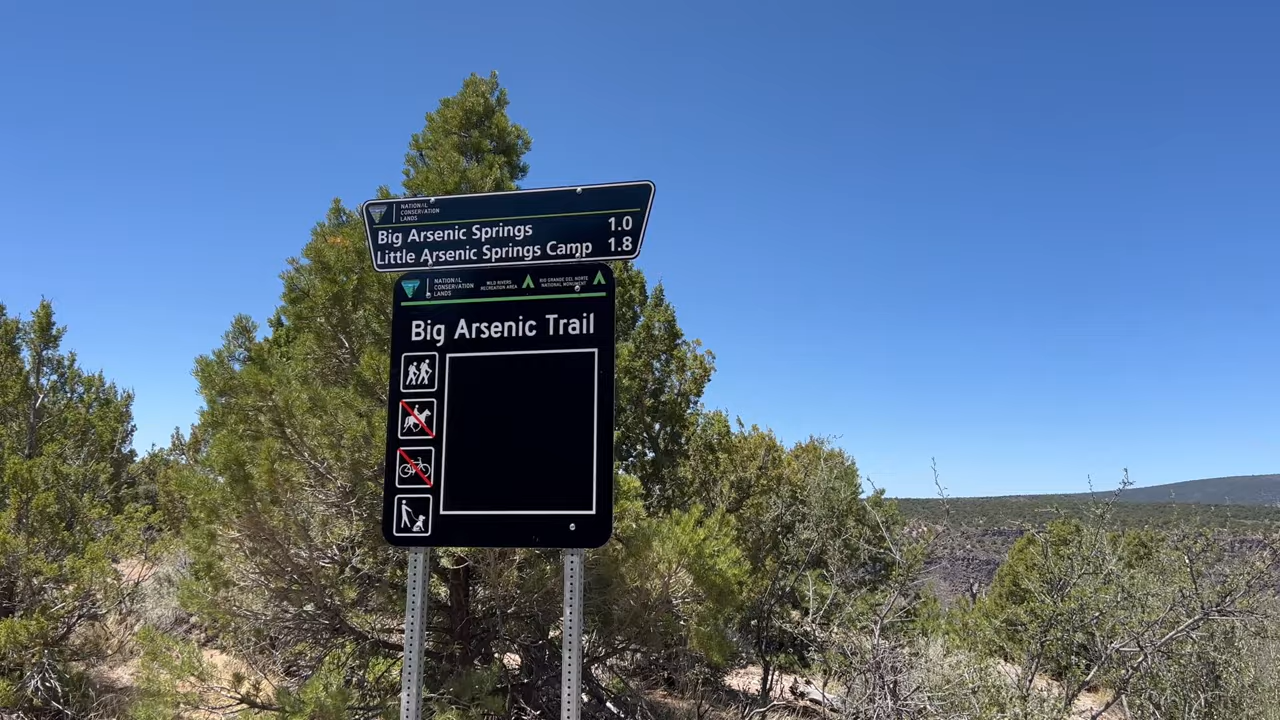 NATIONAL
CONSERVATION
LANDS
Big Arsenic Springs 1.0
Little Arsenic Springs Camp 1.8
NATIONAL
CONSERVATION
LANDS
WILD RIVERS
RECREATION AREA
RIO GRANDE DEL NORTE
NATIONAL MONUMENT
Big Arsenic Trail